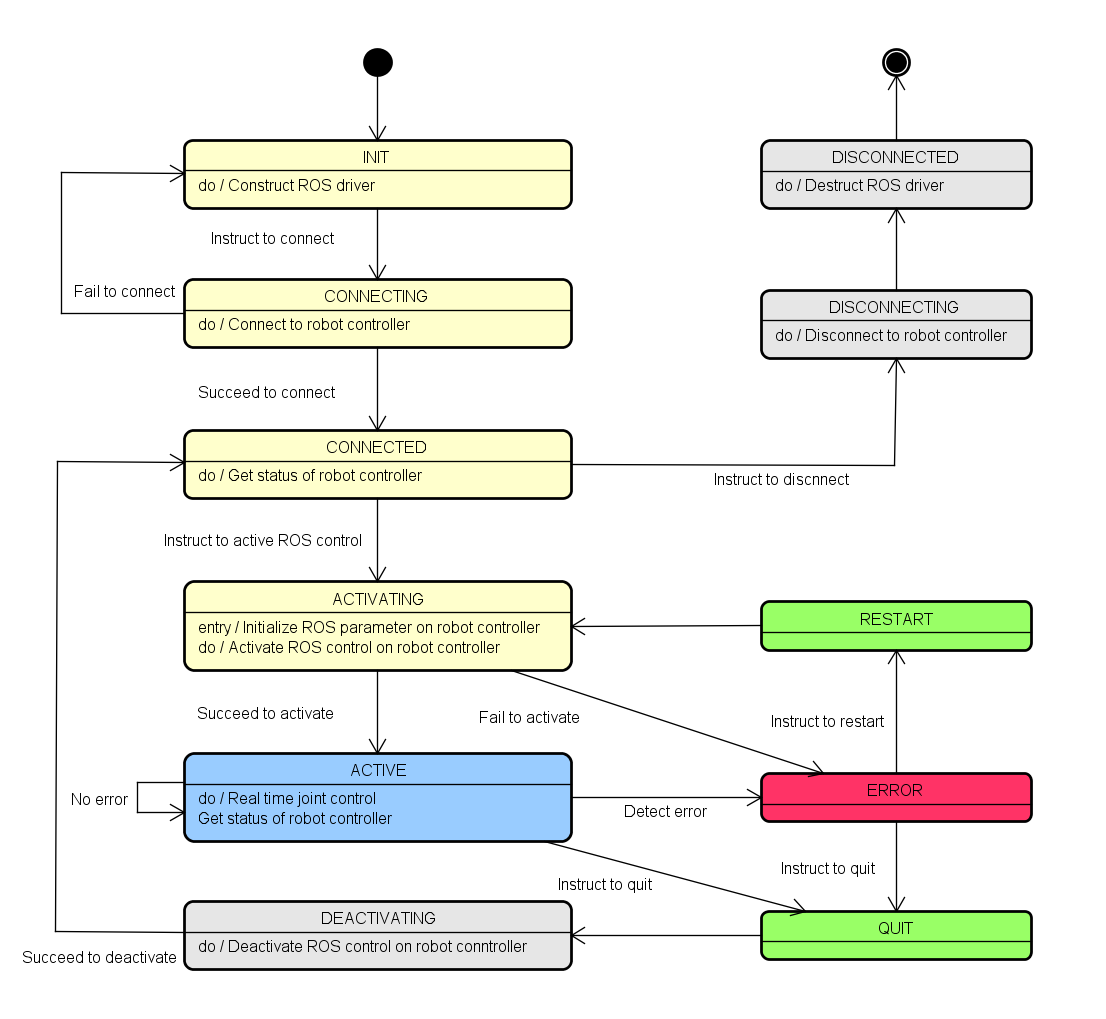 INIT
do / Construct ROS driver
Instruct to connect
Fail to connect
CONNECTING
do / Connect to robot controller
Succeed to connect
CONNECTED
do / Get status of robot controller
Instruct to active ROS control
ACTIVATING
entry / Initialize ROS parameter on robot controller
do / Activate ROS control on robot controller
Succeed to activate
Fail to activate
ACTIVE
do / Real time joint control
Get status of robot controller
No error
Detect error
Instruct to quit
DEACTIVATING
do / Deactivate ROS control on robot conntroller
Succeed to deactivate
DISCONNECTED
do / Destruct ROS driver
DISCONNECTING
do / Disconnect to robot controller
Instruct to discnnect
RESTART
Instruct to restart
ERROR
Instruct to quit
QUIT